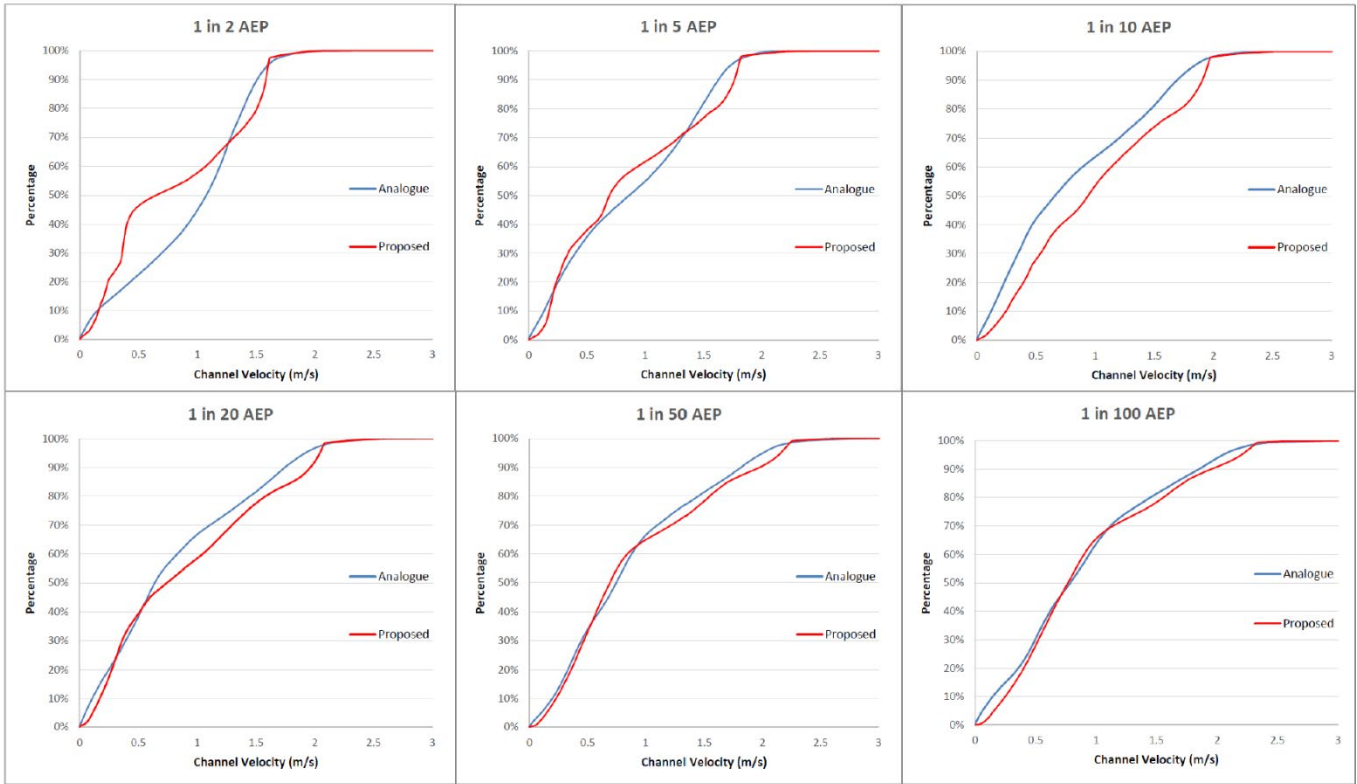 1 in 2 AEP
100%
90%
80%
70%
60%
50%
40%
30%
20%
10%
0%
Percentage
Analogue
Proposed
0 0.5 1 1.5 2 2.5 3
Channel Velocity (m/s)
1 in 5 AEP
100%
90%
80%
70%
60%
50%
40%
30%
20%
10%
0%
Percentage
Analogue
Proposed
0 0.5 1 1.5 2 2.5 3
Channel Velocity (m/s)
1 in 10 AEP
100%
90%
80%
70%
60%
50%
40%
30%
20%
10%
0%
Percentage
Analogue
Proposed
0 0.5 1 1.5 2 2.5 3
Channel Velocity (m/s)
1 in 20 AEP
100%
90%
80%
70%
60%
50%
40%
30%
20%
10%
0%
Percentage
Analogue
Proposed
0 0.5 1 1.5 2 2.5 3
Channel Velocity (m/s)
1 in 50 AEP
100%
90%
80%
70%
60%
50%
40%
30%
20%
10%
0%
Percentage
Analogue
Proposed
0 0.5 1 1.5 2 2.5 3
Channel Velocity (m/s)
1 in 100 AEP
100%
90%
80%
70%
60%
50%
40%
30%
20%
10%
0%
Percentage
Analogue
Proposed
0 0.5 1 1.5 2 2.5 3
Channel Velocity (m/s)